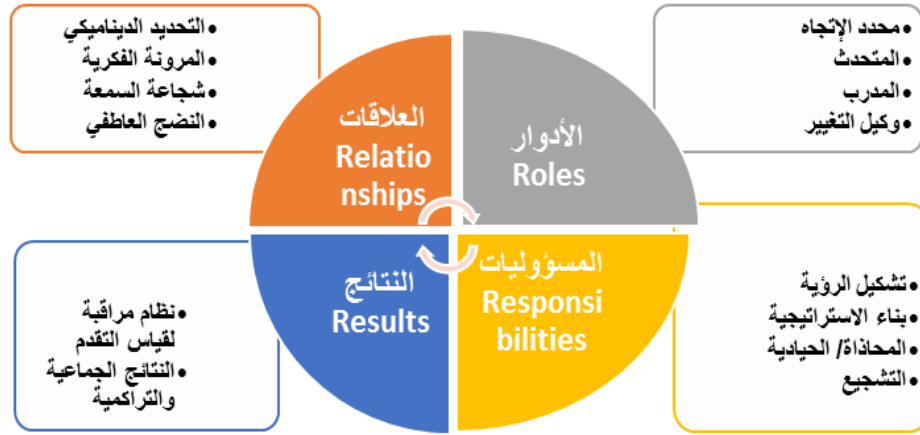 محدد الإتجاه
المتحدث
المدرب
وكيل التغيير
التحديد الديناميكي
المرونة الفكرية
شجاعة السمعة
النضج العاطفي
الأدوار
Roles
العلاقات
Relatio
nships
المسؤوليات
Responsi
bilities
النتائج
Results
تشكيل الرؤية
بناء الاستراتيجية
المحاذاة/ الحيادية
التشجيع
نظام مراقبة
لقياس التقدم
النتائج الجماعية
والتراكمية